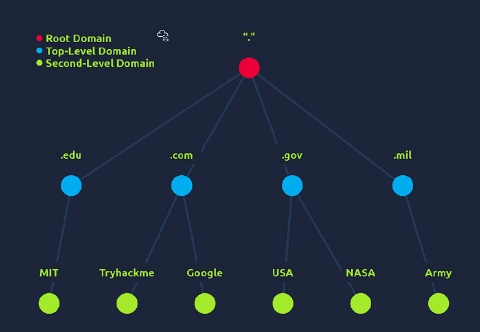 "."
Root Domain
Top-Level Domain
Second-Level Domain
.edu .com .gov .mil
MIT Tryhackme Google USA NASA Army